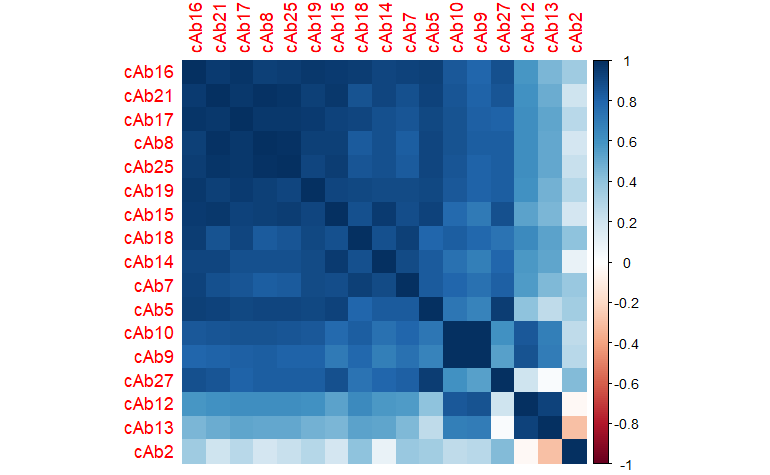 cAb16 cAb21 cAb17 cAb8 cAb25 cAb19 cAb15 cAb18 cAb14 cAb7 cAb5 cAb10 cAb9 cAb27 cAb12 cAb13 cAb2
cAb16
cAb21
cAb17
cAb8
cAb25
cAb19
cAb15
cAb18
cAb14
cAb7
cAb5
cAb10
cAb9
cAb27
cAb12
cAb13
cAb2
1
0.8
0.6
0.4
0.2
0
-0.2
-0.4
-0.6
-0.8
-1